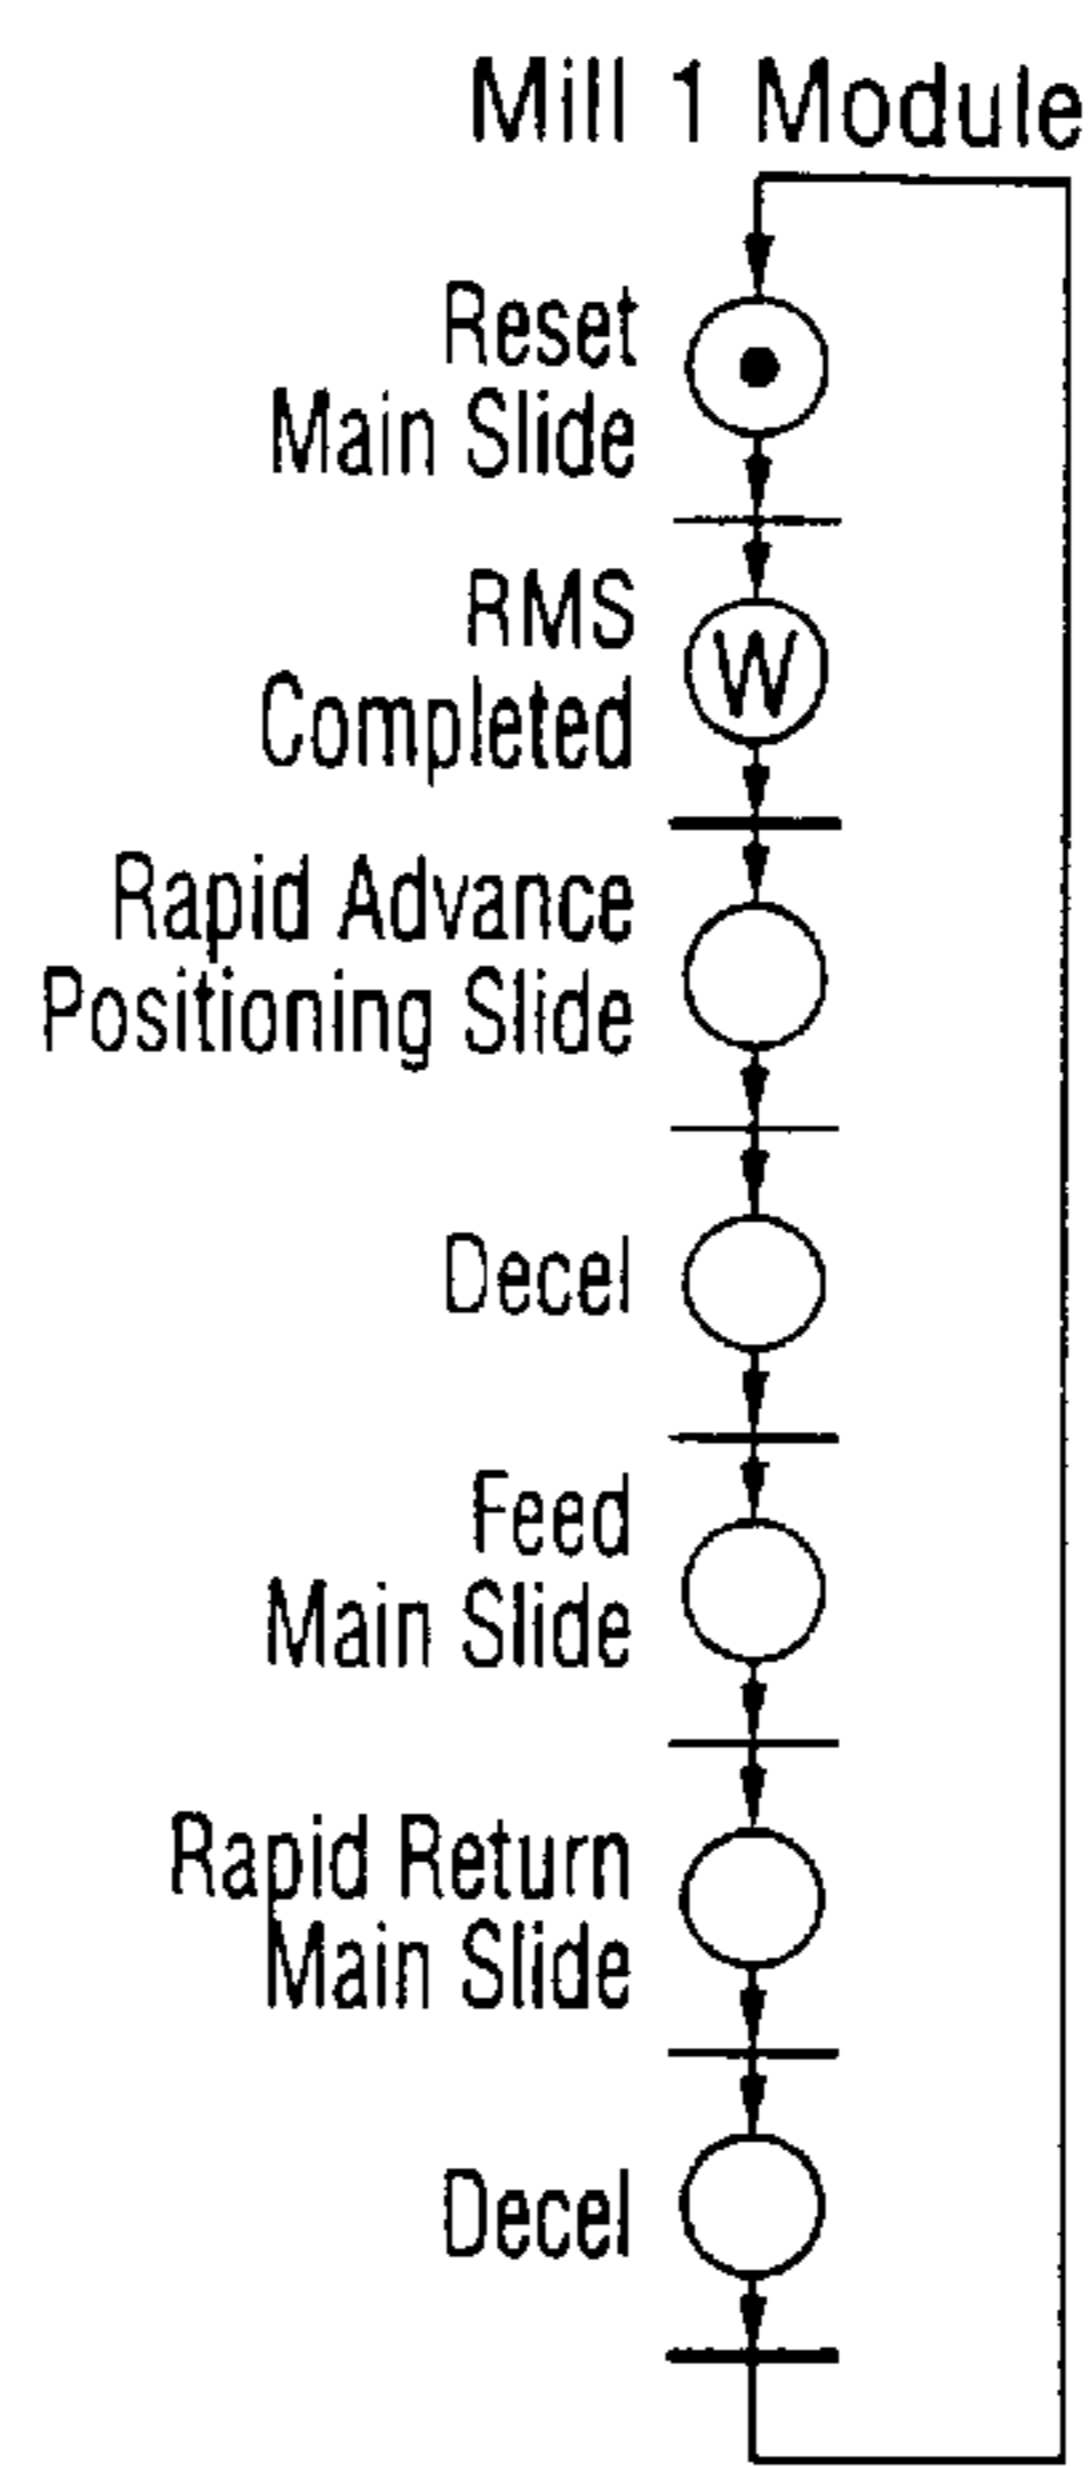 Mill 1 Module
Reset
Main Slide
RMS
W
Completed
Rapid Advance
Positioning Slide
Decel
Feed
Main Slide
Rapid Return
Main Slide
Decel